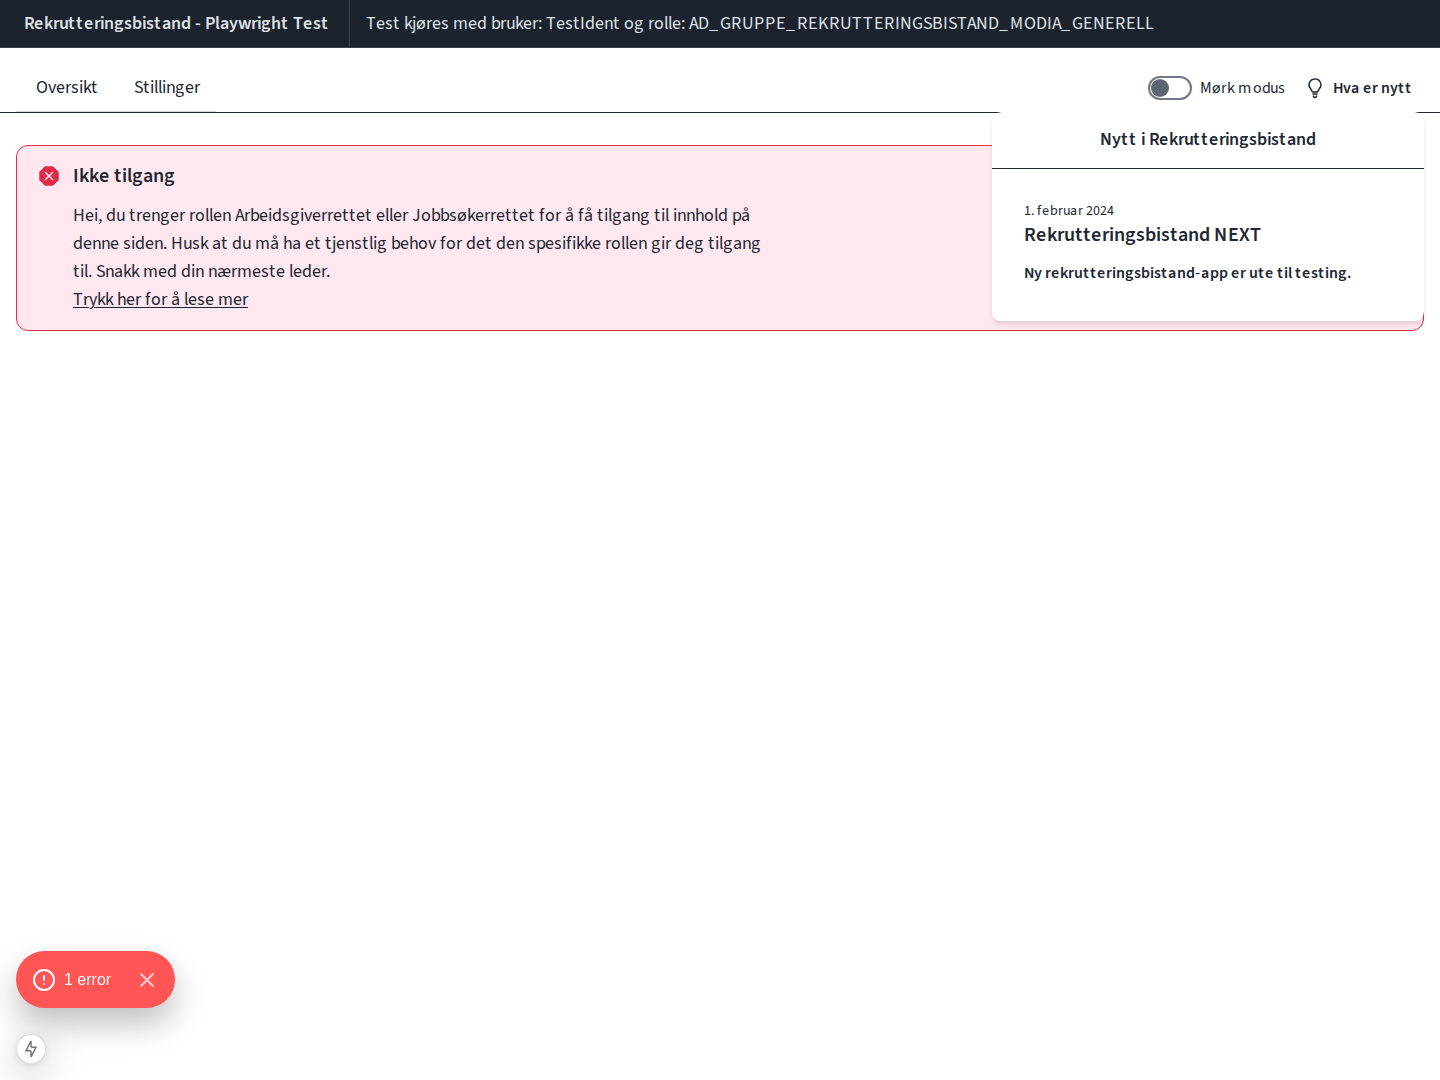 Rekrutteringsbistand - Playwright Test
Test kjøres med bruker: TestIdent og rolle: AD_GRUPPE_REKRUTTERINGSBISTAND_MODIA_GENERELL
Oversikt
Stillinger
Mørk modus
Hva er nytt
Ikke tilgang
Hei, du trenger rollen Arbeidsgiverrettet eller Jobbsøkerrettet for å få tilgang til innhold på
denne siden. Husk at du må ha et tjenstlig behov for det den spesifikke rollen gir deg tilgang
til. Snakk med din nærmeste leder.
Trykk her for å lese mer
Nytt i Rekrutteringsbistand
1. februar 2024
Rekrutteringsbistand NEXT
Ny rekrutteringsbistand-app er ute til testing.
1 error